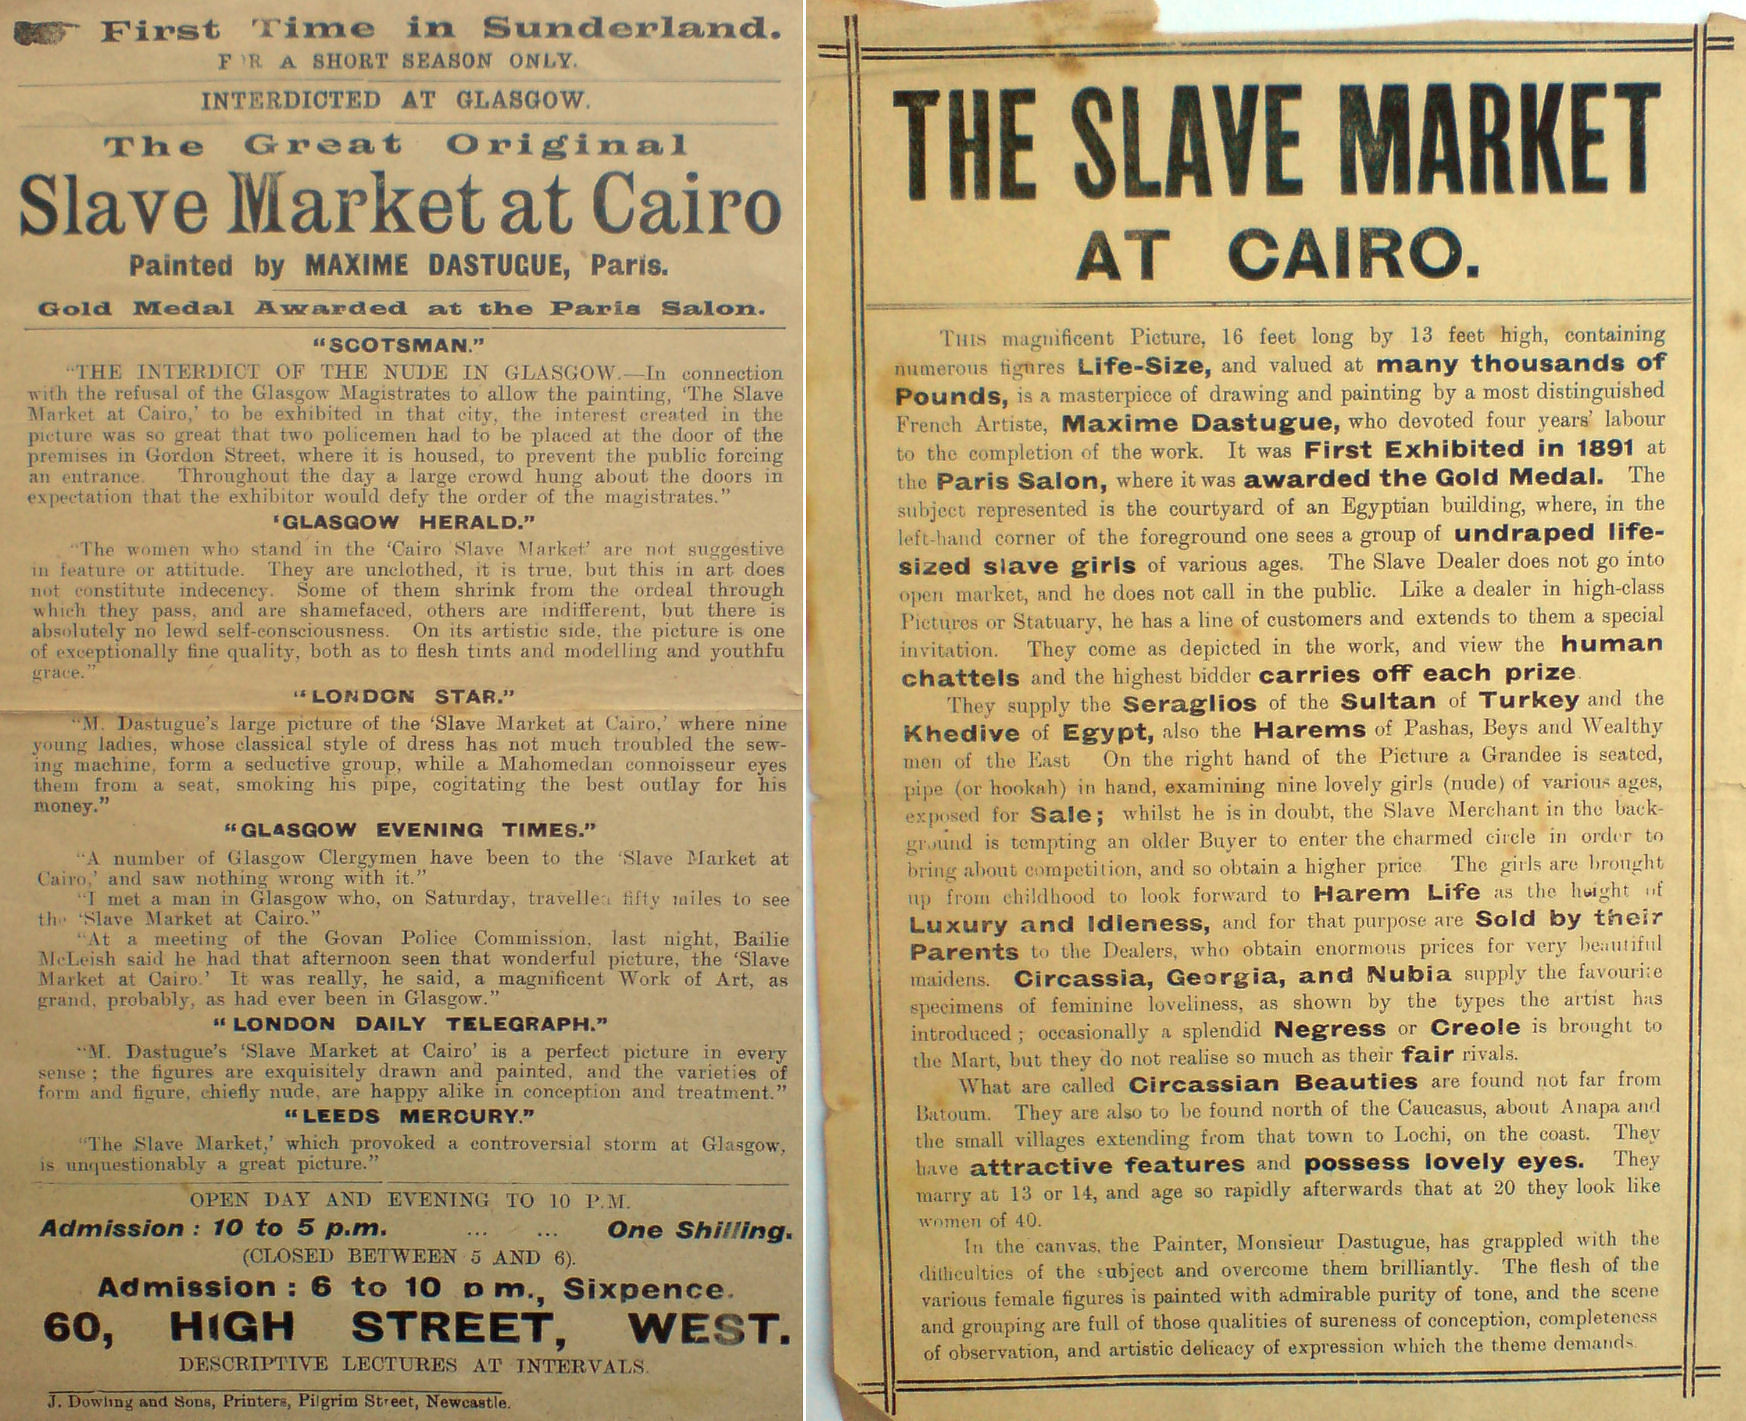 First Time in Sunderland.
F R A SHORT SEASON ONLY.
INTERDICTED AT GLASGOW.
The Great Original
Slave Market at Cairo
Painted by MAXIME DASTUGUE, Paris.
Gold Medal Awarded at the Paris Salon.
"SCOTSMAN."
"THE INTERDICT OF THE NUDE IN GLASGOW.—In connection
with the refusal of the Glasgow Magistrates to allow the painting, 'The Slave
Market at Cairo,' to be exhibited in that city, the interest created in the
picture was so great that two policemen had to be placed at the door of the
premises in Gordon Street, where it is housed, to prevent the public forcing
an entrance. Throughout the day a large crowd hung about the doors in
expectation that the exhibitor would defy the order of the magistrates."
'GLASGOW HERALD."
"The women who stand in the 'Cairo Slave Market' are not suggestive
in feature or attitude. They are unclothed, it is true, but this in art does
not constitute indecency. Some of them shrink from the ordeal through
which they pass, and are shamefaced, others are indifferent, but there is
absolutely no lewd self-consciousness. On its artistic side, the picture is one
of exceptionally fine quality, both as to flesh tints and modelling and youthfu
grace."
"LONDON STAR."
"M. Dastugue's large picture of the 'Slave Market at Cairo,' where nine
young ladies, whose classical style of dress has not much troubled the sew-
ing machine, form a seductive group, while a Mahomedan connoisseur eyes
them from a seat, smoking his pipe, cogitating the best outlay for his
money."
"GLASGOW EVENING TIMES."
"A number of Glasgow Clergymen have been to the 'Slave Market at
Cairo,' and saw nothing wrong with it."
"I met a man in Glasgow who, on Saturday, travelled fifty miles to see
the 'Slave Market at Cairo."
"At a meeting of the Govan Police Commission, last night, Bailie
McLeish said he had that afternoon seen that wonderful picture, the 'Slave
Market at Cairo.' It was really, he said, a magnificent Work of Art, as
grand, probably, as had ever been in Glasgow."
"LONDON DAILY TELEGRAPH."
"M. Dastugue's 'Slave Market at Cairo' is a perfect picture in every
sense; the figures are exquisitely drawn and painted, and the varieties of
form and figure, chiefly nude, are happy alike in conception and treatment."
"LEEDS MERCURY."
"The Slave Market,' which provoked a controversial storm at Glasgow,
is unquestionably a great picture."
OPEN DAY AND EVENING TO 10 P.M.
Admission: 10 to 5 p.m. ... ... One Shilling.
(CLOSED BETWEEN 5 AND 6).
Admission: 6 to 10 p m., Sixpence.
60, HIGH STREET, WEST.
DESCRIPTIVE LECTURES AT INTERVALS.
J. Dowling and Sons, Printers, Pilgrim Street, Newcastle.
THE SLAVE MARKET
AT CAIRO.
THIS magnificent Picture, 16 feet long by 13 feet high, containing
numerous figures Life-Size, and valued at many thousands of
Pounds, is a masterpiece of drawing and painting by a most distinguished
French Artiste, Maxime Dastugue, who devoted four years' labour
to the completion of the work. It was First Exhibited in 1891 at
the Paris Salon, where it was awarded the Gold Medal. The
subject represented is the courtyard of an Egyptian building, where, in the
left-hand corner of the foreground one sees a group of undraped life-
sized slave girls of various ages. The Slave Dealer does not go into
open market, and he does not call in the public. Like a dealer in high-class
Pictures or Statuary, he has a line of customers and extends to them a special
invitation. They come as depicted in the work, and view the human
chattels and the highest bidder carries off each prize.
They supply the Seraglios of the Sultan of Turkey and the
Khedive of Egypt, also the Harems of Pashas, Beys and Wealthy
men of the East On the right hand of the Picture a Grandee is seated,
pipe (or hookah) in hand, examining nine lovely girls (nude) of various ages,
exposed for Sale; whilst he is in doubt, the Slave Merchant in the back-
ground is tempting an older Buyer to enter the charmed circle in order to
bring about competition, and so obtain a higher price The girls are brought
up from childhood to look forward to Harem Life as the height of
Luxury and Idleness, and for that purpose are Sold by their
Parents to the Dealers, who obtain enormous prices for very beautiful
maidens. Circassia, Georgia, and Nubia supply the favourite
specimens of feminine loveliness, as shown by the types the artist has
introduced; occasionally a splendid Negress or Creole is brought to
the Mart, but they do not realise so much as their fair rivals.
What are called Circassian Beauties are found not far from
Batoum. They are also to be found north of the Caucasus, about Anapa and
the small villages extending from that town to Lochi, on the coast. They
have attractive features and possess lovely eyes. They
marry at 13 or 14, and age so rapidly afterwards that at 20 they look like
women of 40.
In the canvas, the Painter, Monsieur Dastugue, has grappled with the
difficulties of the subject and overcome them brilliantly. The flesh of the
various female figures is painted with admirable purity of tone, and the scene
and grouping are full of those qualities of sureness of conception, completeness
of observation, and artistic delicacy of expression which the theme demands.